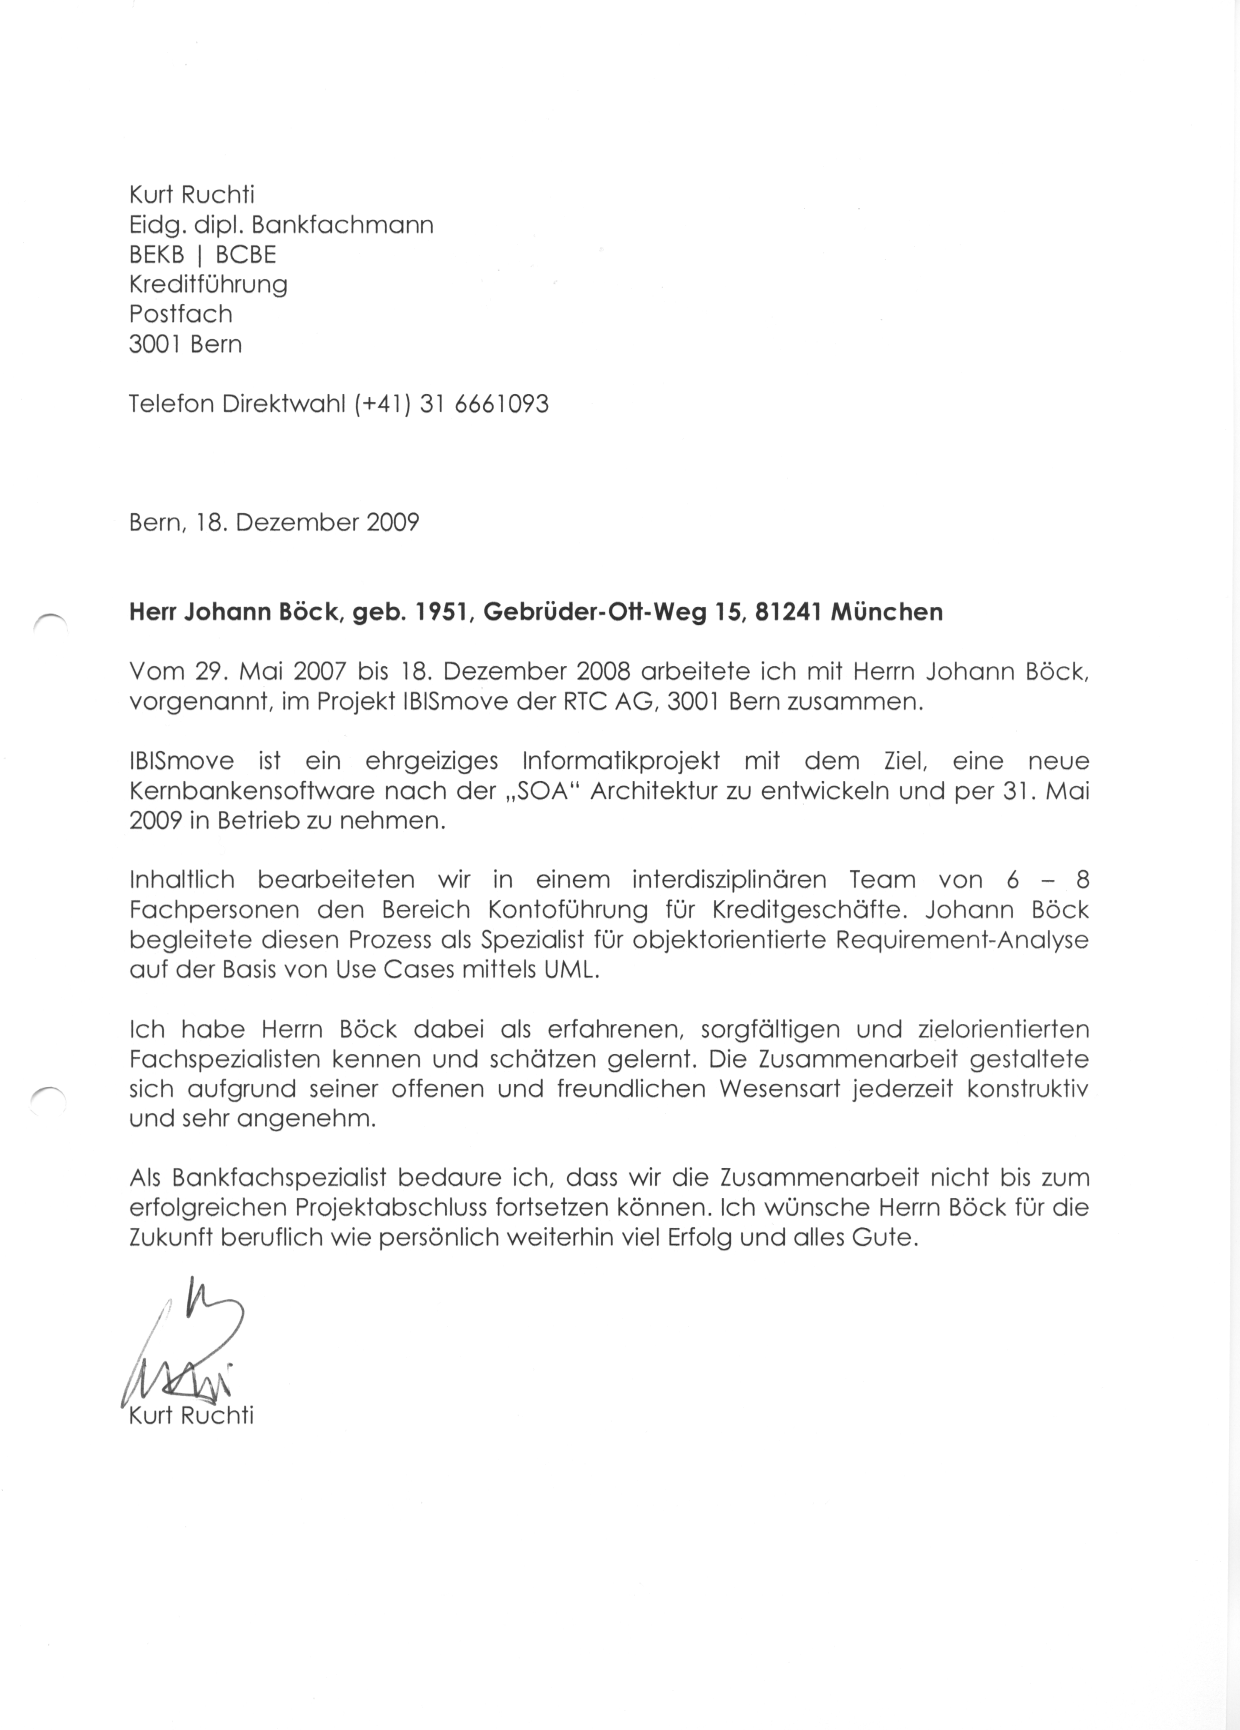 Kurt Ruchti
Eidg. dipl. Bankfachmann
BEKB | BCBE
Kreditführung
Postfach
3001 Bern
Telefon Direktwahl (+41) 31 6661093
Bern, 18. Dezember 2009
Herr Johann Böck, geb. 1951, Gebrüder-Ott-Weg 15, 81241 München
Vom 29. Mai 2007 bis 18. Dezember 2008 arbeitete ich mit Herrn Johann Böck,
vorgenannt, im Projekt IBISmove der RTC AG, 3001 Bern zusammen.
IBISmove ist ein ehrgeiziges Informatikprojekt mit dem Ziel, eine neue
Kernbankensoftware nach der „SOA“ Architektur zu entwickeln und per 31. Mai
2009 in Betrieb zu nehmen.
Inhaltlich bearbeiteten wir in einem interdisziplinären Team von 6 – 8
Fachpersonen den Bereich Kontoführung für Kreditgeschäfte. Johann Böck
begleitete diesen Prozess als Spezialist für objektorientierte Requirement-Analyse
auf der Basis von Use Cases mittels UML.
Ich habe Herrn Böck dabei als erfahrenen, sorgfältigen und zielorientierten
Fachspezialisten kennen und schätzen gelernt. Die Zusammenarbeit gestaltete
sich aufgrund seiner offenen und freundlichen Wesensart jederzeit konstruktiv
und sehr angenehm.
Als Bankfachspezialist bedaure ich, dass wir die Zusammenarbeit nicht bis zum
erfolgreichen Projektabschluss fortsetzen können. Ich wünsche Herrn Böck für die
Zukunft beruflich wie persönlich weiterhin viel Erfolg und alles Gute.
Kurt Ruchti